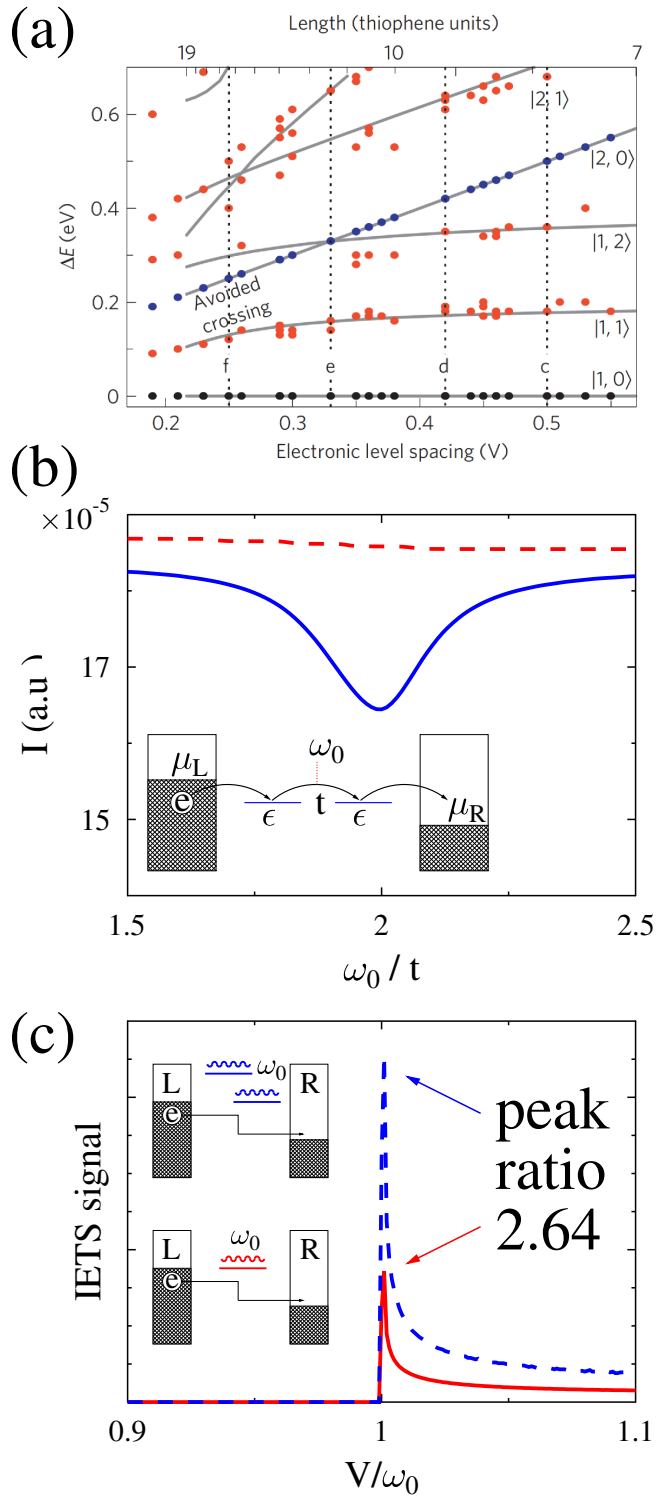 (a)
Length (thiophene units)
19 10 7
0.6
0.4
0.2
0
ΔE (eV)
|2, 1⟩
|2, 0⟩
|1, 2⟩
|1, 1⟩
|1, 0⟩
Avoided
crossing
f e d c
0.2 0.3 0.4 0.5
Electronic level spacing (V)
(b)
×10⁻⁵
17
15
I (a.u
μL
e
ω₀
ϵ t ϵ
μR
1.5 2 2.5
ω₀ / t
(c)
IETS signal
L ω₀ R
e
L ω₀ R
e
peak
ratio
2.64
0.9 1 1.1
V/ω₀